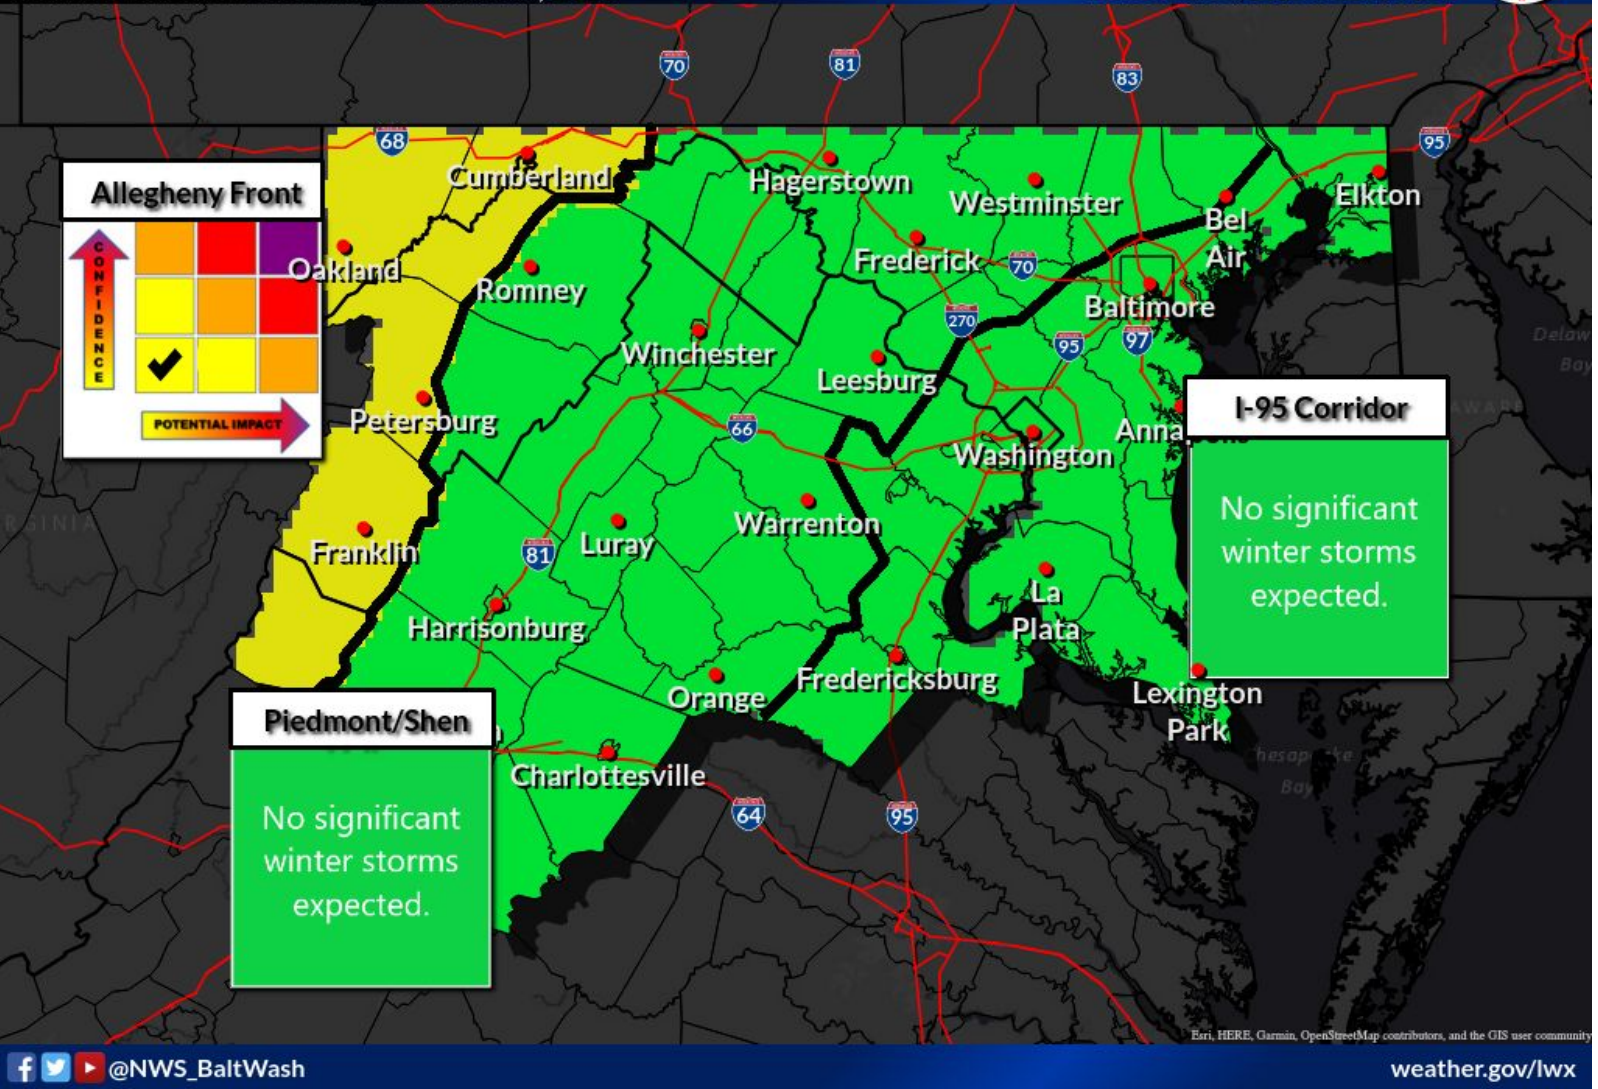 70
81
83
95
68
Cumberland
Hagerstown
Westminster
Elkton
Bel
Air
Allegheny Front
CONFIDENCE
POTENTIAL IMPACT
Oakland
Romney
Frederick
70
Baltimore
270
95
97
Winchester
Leesburg
Petersburg
66
Washington
I-95 Corridor
No significant
winter storms
expected.
Warrenton
Franklin
81
Luray
La
Plata
Harrisonburg
Orange
Fredericksburg
Lexington
Park
Piedmont/Shen
No significant
winter storms
expected.
Charlottesville
64
95
Bay
Esri, HERE, Garmin, OpenStreetMap contributors, and the GIS user community
@NWS_BaltWash
weather.gov/lwx